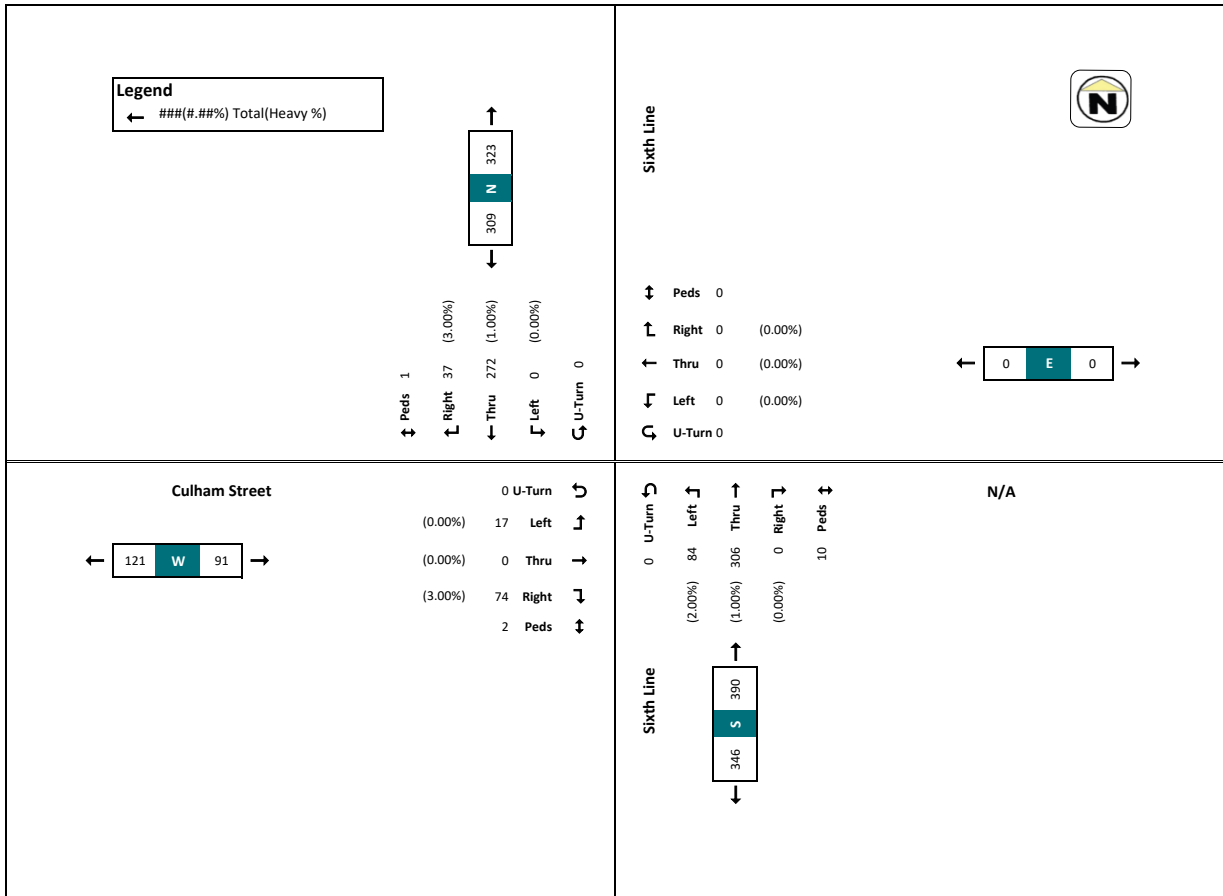 Legend
###(#.##%) Total(Heavy %)
323
N
309
Peds 1
Right 37 (3.00%)
Thru 272 (1.00%)
Left 0 (0.00%)
U-Turn 0
Sixth Line
N
Peds 0
Right 0 (0.00%)
Thru 0 (0.00%)
Left 0 (0.00%)
U-Turn 0
0 E 0
Culham Street
121 W 91
0 U-Turn
(0.00%) 17 Left
(0.00%) 0 Thru
(3.00%) 74 Right
2 Peds
0 U-Turn
(2.00%) 84 Left
(1.00%) 306 Thru
(0.00%) 0 Right
10 Peds
N/A
Sixth Line
390
S
346